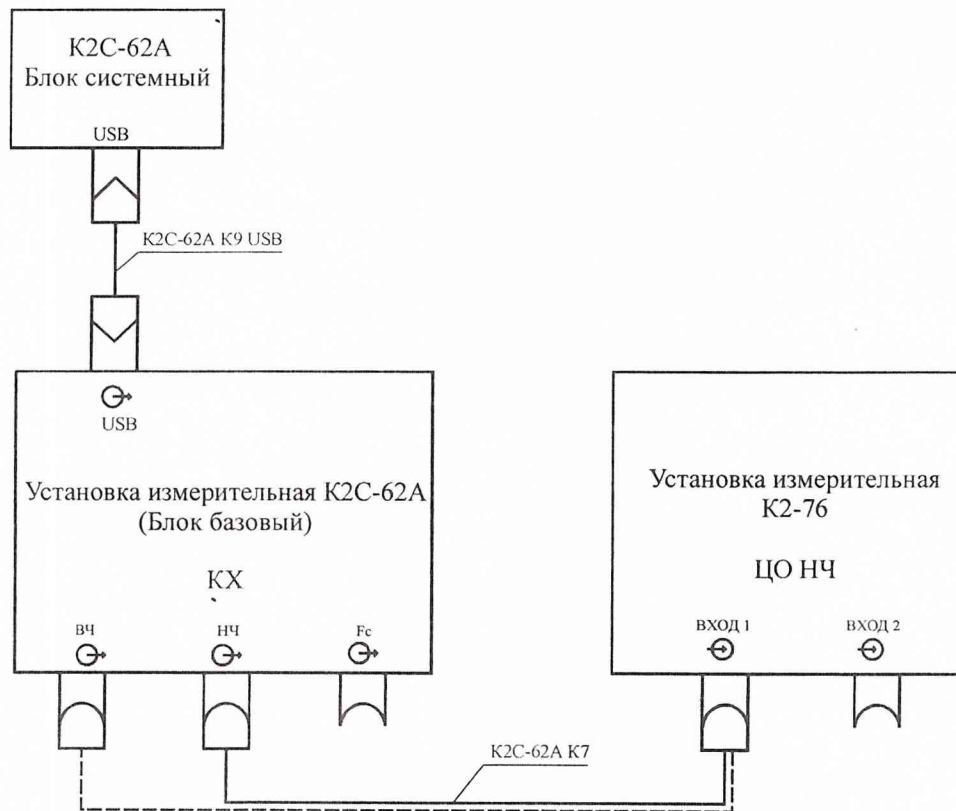 К2С-62А
Блок системный
USB
К2С-62А К9 USB
USB
Установка измерительная К2С-62А
(Блок базовый)
КХ
ВЧ
НЧ
Fc
Установка измерительная
К2-76
ЦО НЧ
ВХОД 1
ВХОД 2
К2С-62А К7